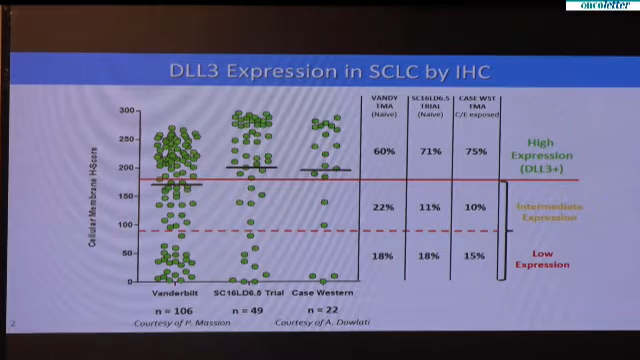 oncoletter
DLL3 Expression in SCLC by IHC
VANDY
TMA
(Naive)
SC16LD6.5
TRIAL
(Naive)
CASE WST
TMA
C/E exposed
Cellular Membrane H-Score
300
250
200
150
100
50
0
60%
71%
75%
High
Expression
(DLL3+)
22%
11%
10%
Intermediate
Expression
18%
18%
15%
Low
Expression
Vanderbilt
SC16LD6.5 Trial
Case Western
n = 106
n = 49
n = 22
Courtesy of P. Massion
Courtesy of A. Dowlati
2